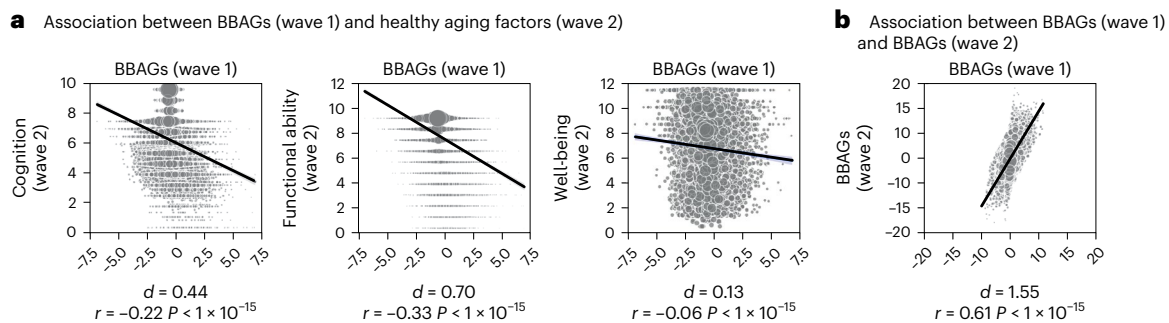 a Association between BBAGs (wave 1) and healthy aging factors (wave 2)
BBAGs (wave 1)
Cognition
(wave 2)
10
8
6
4
2
0
-7.5 -5.0 -2.5 0 2.5 5.0 7.5
d = 0.44
r = −0.22 P < 1 × 10⁻¹⁵
BBAGs (wave 1)
Functional ability
(wave 2)
12
10
8
6
4
2
0
-7.5 -5.0 -2.5 0 2.5 5.0 7.5
d = 0.70
r = −0.33 P < 1 × 10⁻¹⁵
BBAGs (wave 1)
Well-being
(wave 2)
12
10
8
6
4
2
0
-7.5 -5.0 -2.5 0 2.5 5.0 7.5
d = 0.13
r = −0.06 P < 1 × 10⁻¹⁵
b Association between BBAGs (wave 1)
and BBAGs (wave 2)
BBAGs (wave 1)
BBAGs
(wave 2)
20
15
10
0
−10
−15
−20
-20 -15 -10 0 10 15 20
d = 1.55
r = 0.61 P < 1 × 10⁻¹⁵